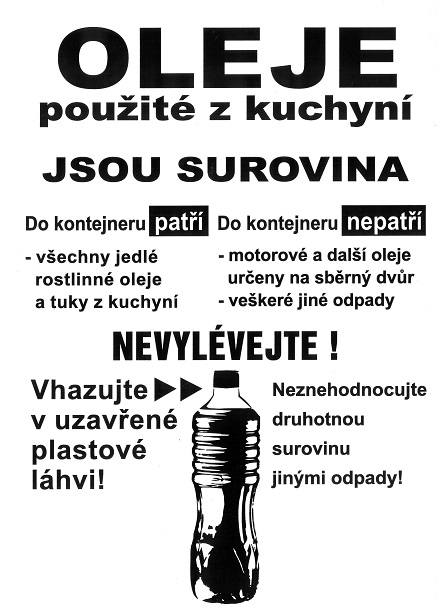 OLEJE
použité z kuchyní
JSOU SUROVINA
Do kontejneru patří
- všechny jedlé
rostlinné oleje
a tuky z kuchyní
Do kontejneru nepatří
- motorové a další oleje
určeny na sběrný dvůr
- veškeré jiné odpady
NEVYLÉVEJTE !
Vhazujte ▶▶
v uzavřené
plastové
láhvi!
Neznehodnocujte
druhotnou
surovinu
jinými odpady!